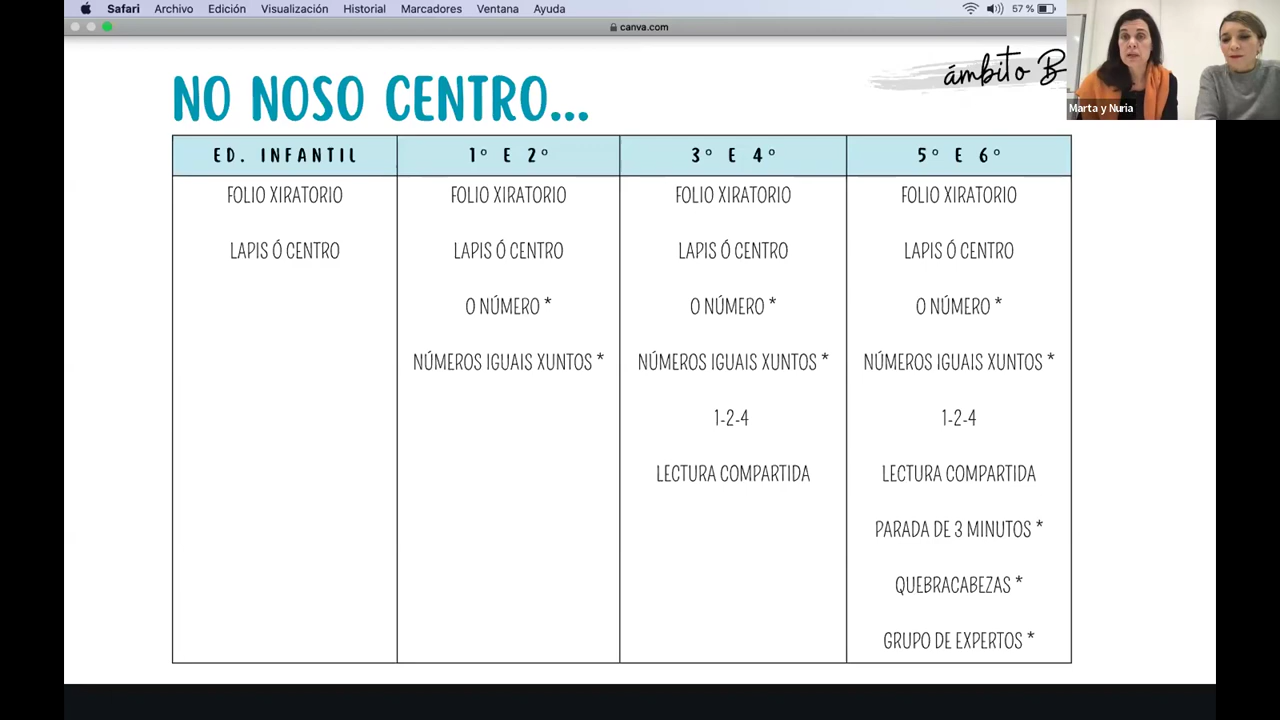 Safari Archivo Edición Visualización Historial Marcadores Ventana Ayuda 57 %
canva.com
Marta y Nuria
ámbito B
NO NOSO CENTRO...
ED. INFANTIL 1º E 2º 3º E 4º 5º E 6º
FOLIO XIRATORIO FOLIO XIRATORIO FOLIO XIRATORIO FOLIO XIRATORIO
LAPIS Ó CENTRO LAPIS Ó CENTRO LAPIS Ó CENTRO LAPIS Ó CENTRO
O NÚMERO * O NÚMERO * O NÚMERO *
NÚMEROS IGUAIS XUNTOS * NÚMEROS IGUAIS XUNTOS * NÚMEROS IGUAIS XUNTOS *
1-2-4 1-2-4
LECTURA COMPARTIDA LECTURA COMPARTIDA
PARADA DE 3 MINUTOS *
QUEBRACABEZAS *
GRUPO DE EXPERTOS *